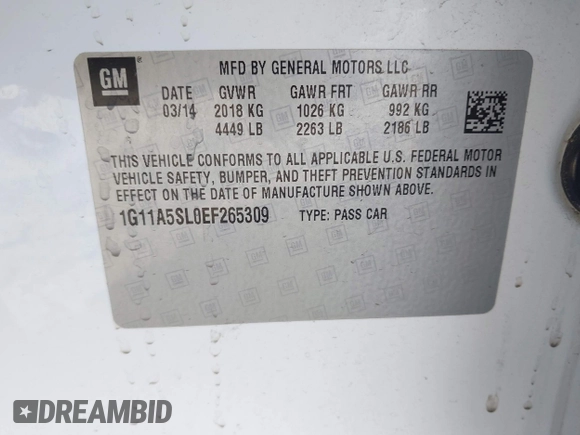 GM
MFD BY GENERAL MOTORS LLC
DATE GVWR GAWR FRT GAWR RR
03/14 2018 KG 1026 KG 992 KG
4449 LB 2263 LB 2186 LB
THIS VEHICLE CONFORMS TO ALL APPLICABLE U.S. FEDERAL MOTOR
VEHICLE SAFETY, BUMPER, AND THEFT PREVENTION STANDARDS IN
EFFECT ON THE DATE OF MANUFACTURE SHOWN ABOVE.
1G11A5SL0EF265309 TYPE: PASS CAR
DREAMBID